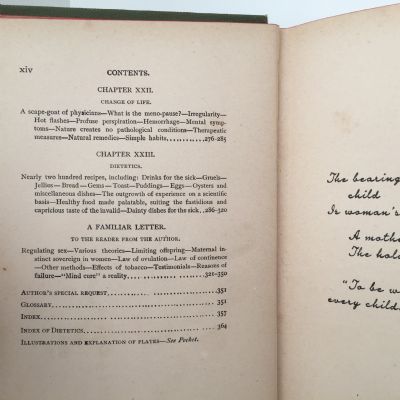 xiv CONTENTS.
CHAPTER XXII.
CHANGE OF LIFE.
A scape-goat of physicians—What is the meno-pause?—Irregularity—
Hot flashes—Profuse perspiration—Hemorrhage—Mental symp-
toms—Nature creates no pathological conditions—Therapeutic
measures—Natural remedies—Simple habits, 276-285
CHAPTER XXIII.
DIETETICS.
Nearly two hundred recipes, including: Drinks for the sick—Gruels—
Jellies—Bread—Gems—Toast—Puddings—Eggs—Oysters and
miscellaneous dishes—The outgrowth of experience on a scientific
basis—Healthy food made palatable, suiting the fastidious and
capricious taste of the invalid—Dainty dishes for the sick, 286-320
A FAMILIAR LETTER.
TO THE READER FROM THE AUTHOR.
Regulating sex—Various theories—Limiting offspring—Maternal in-
stinct sovereign in women—Law of ovulation—Law of continence
—Other methods—Effects of tobacco—Testimonials—Reasons of
failure—"Mind cure" a reality, 321-350
AUTHOR'S SPECIAL REQUEST, 351
GLOSSARY, 351
INDEX, 357
INDEX OF DIETETICS, 364
ILLUSTRATIONS AND EXPLANATION OF PLATES—See Pocket.
The bearing
child
Is woman's
A mothe
The hol
"To be w
every child